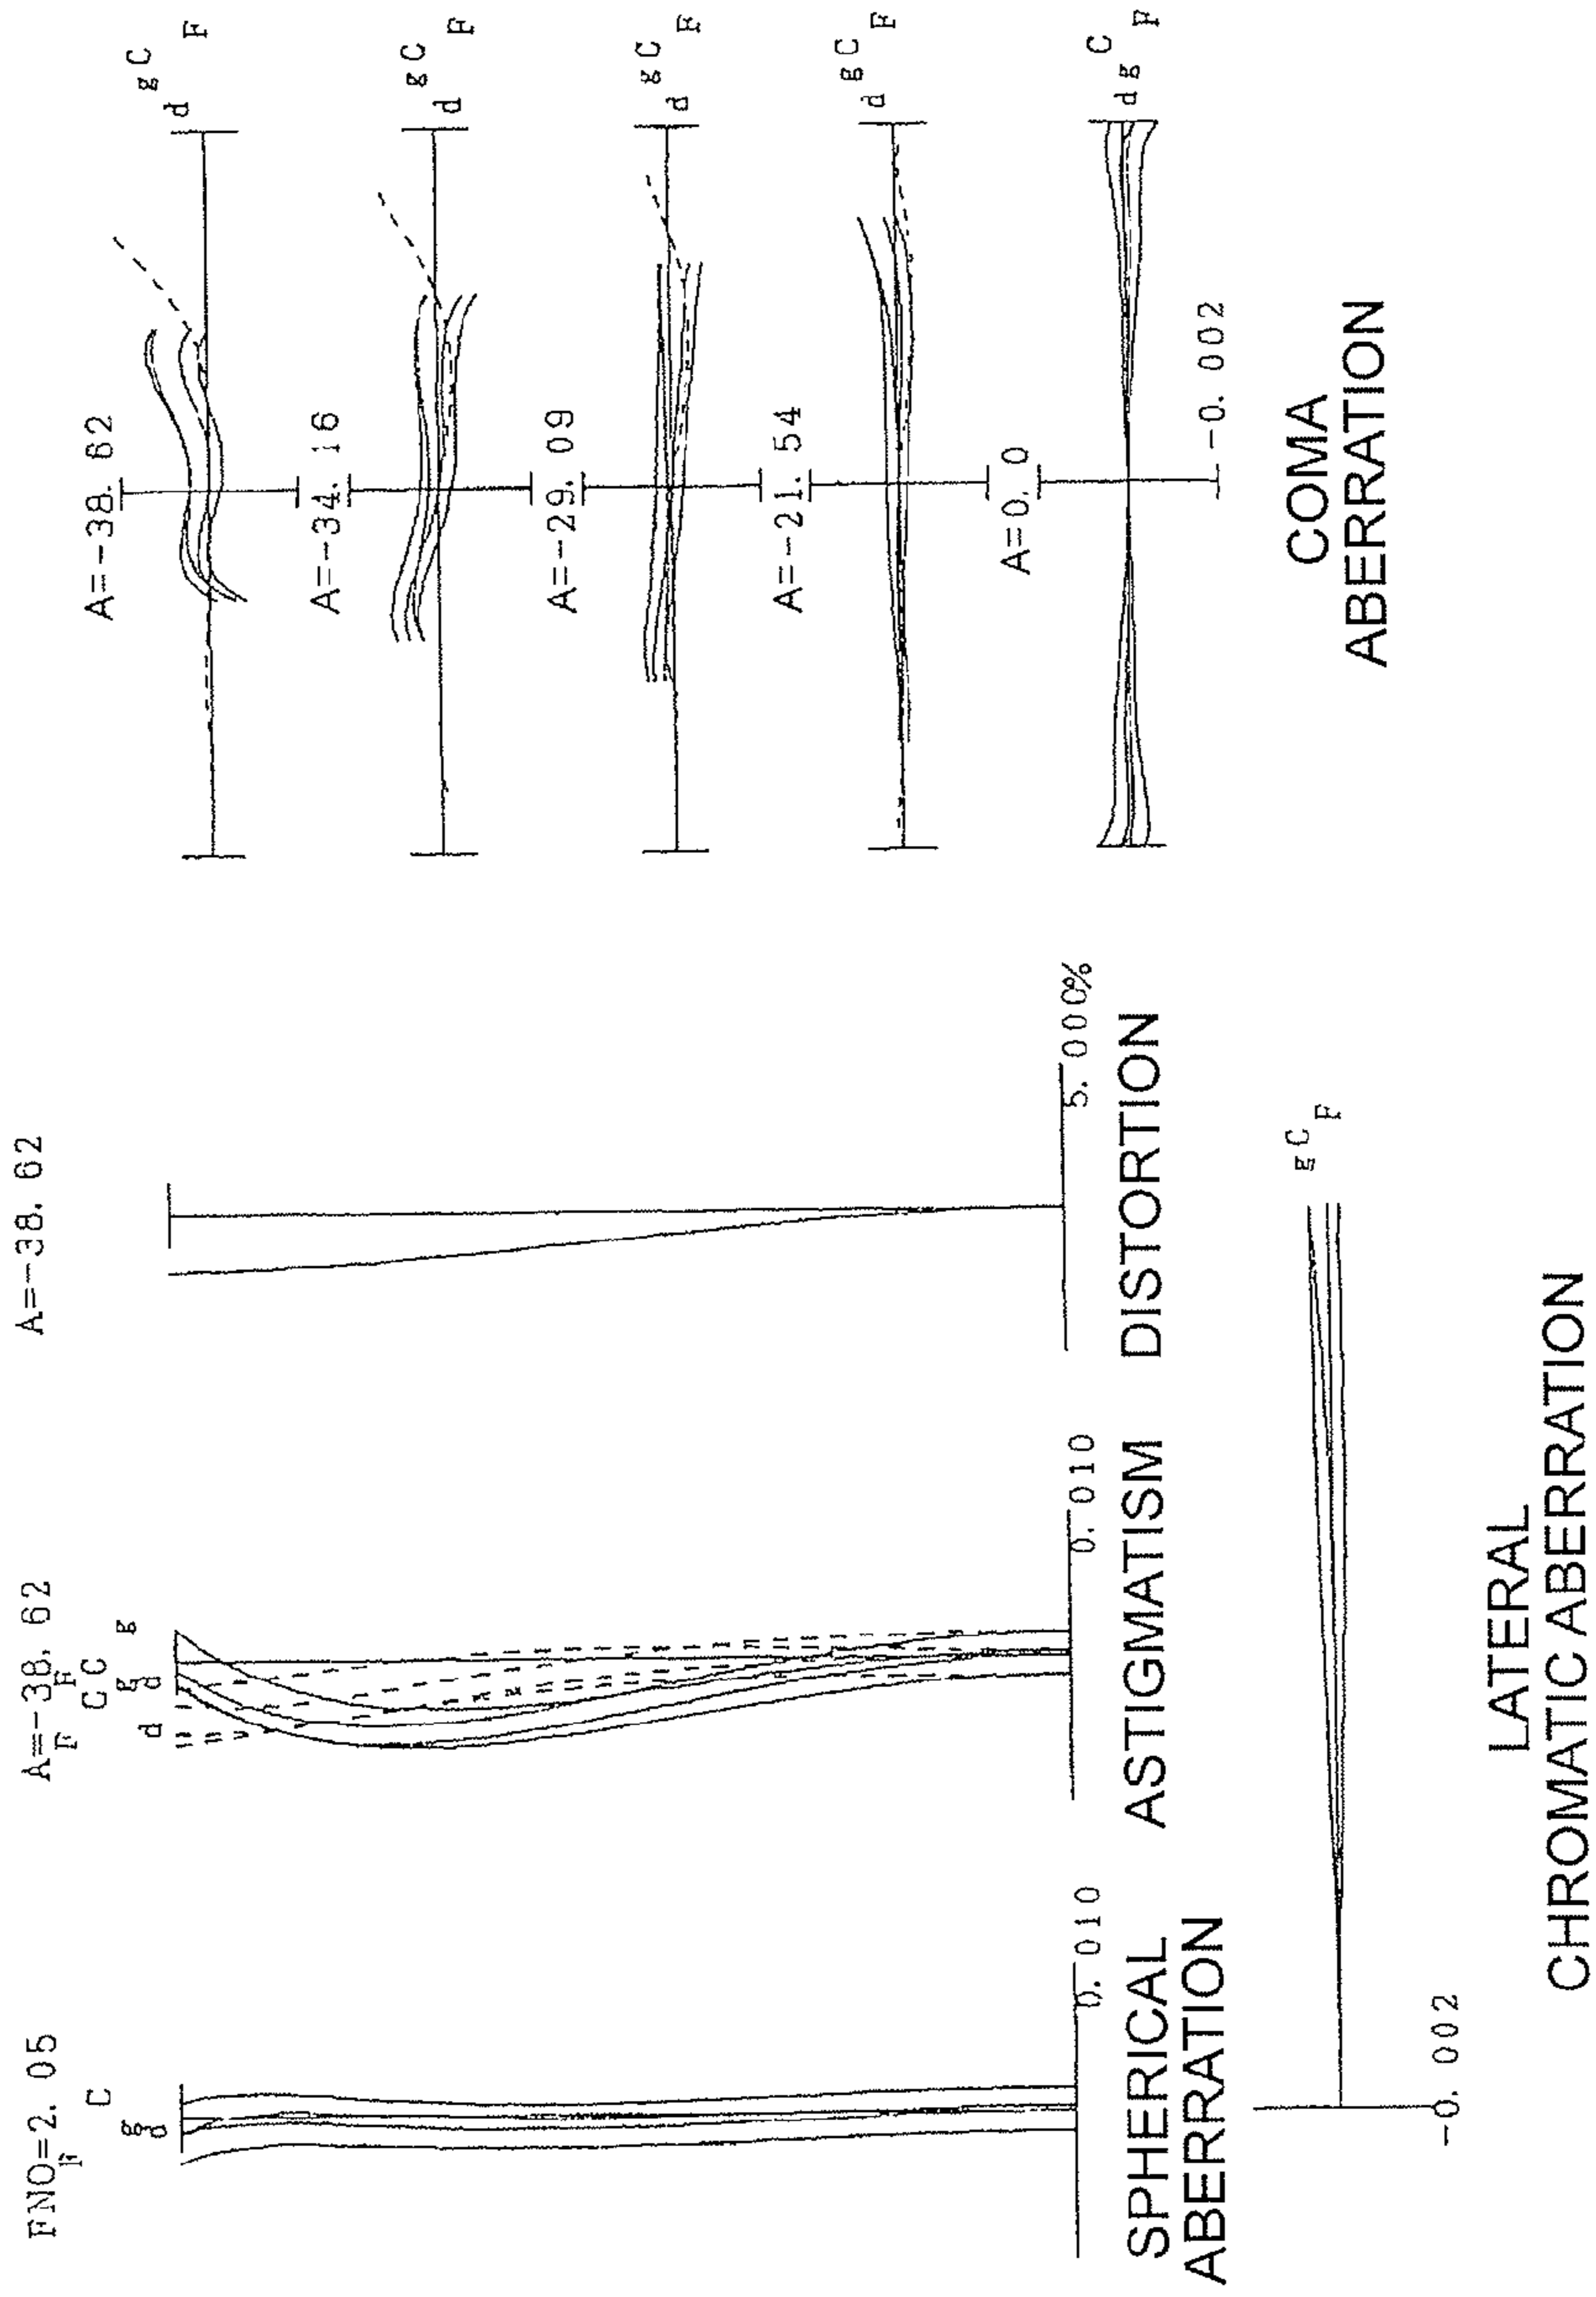 FNO=2.05
F
g
d
C
0.010
SPHERICAL
ABERRATION
A=-38.62
F
F
C C
g
d
d
g
0.010
ASTIGMATISM
A=-38.62
5.000%
DISTORTION
A=-38.62
d g C F
A=-34.16
d g C F
A=-29.09
d g C F
A=-21.54
d g C F
A=0.0
d g C F
-0.002
COMA
ABERRATION
g C F
-0.002
LATERAL
CHROMATIC ABERRATION